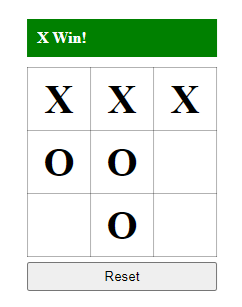 X Win!
X X X
O O
O
Reset